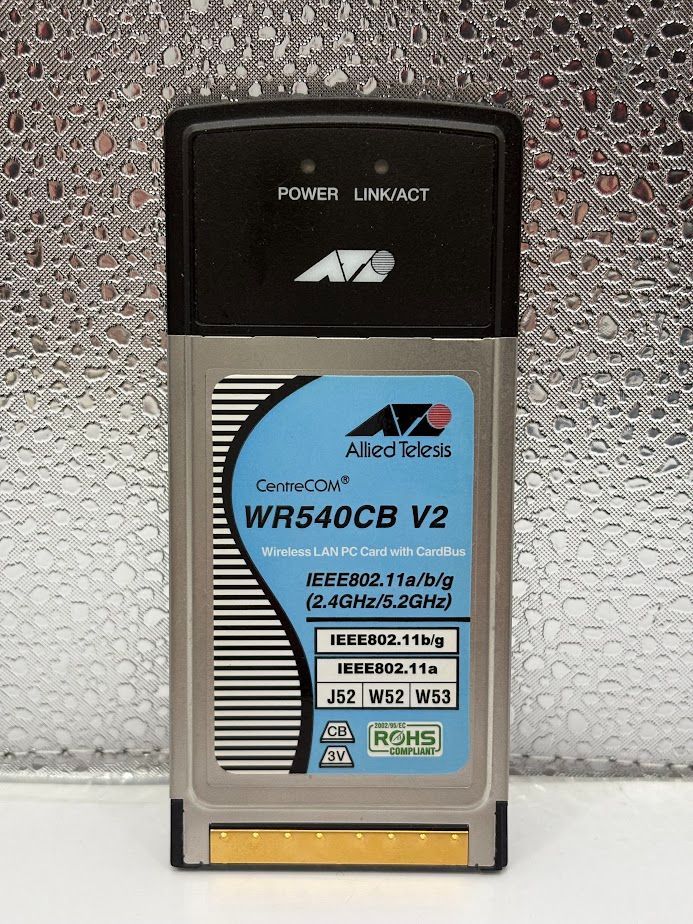 POWER LINK/ACT
Allied Telesis
CentreCOM®
WR540CB V2
Wireless LAN PC Card with CardBus
IEEE802.11a/b/g
(2.4GHz/5.2GHz)
IEEE802.11b/g
IEEE802.11a
J52 W52 W53
CB
3V
2002/95/EC
ROHS
COMPLIANT